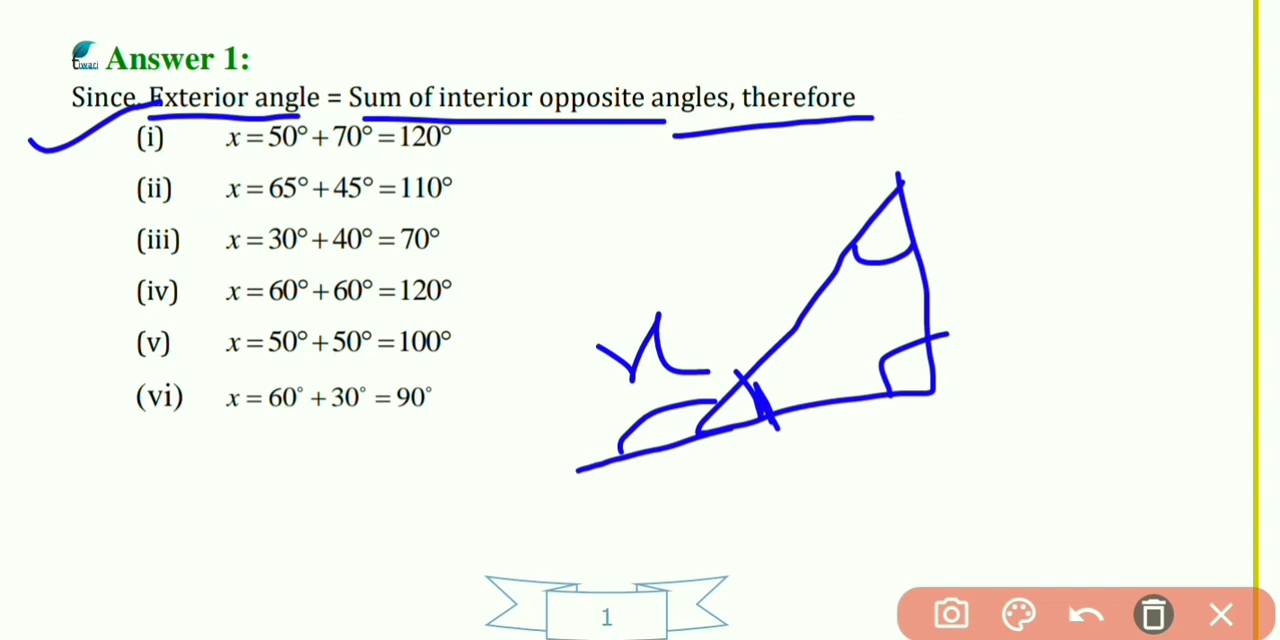 Tiwari Answer 1:
Since, Exterior angle = Sum of interior opposite angles, therefore
(i) x = 50° + 70° = 120°
(ii) x = 65° + 45° = 110°
(iii) x = 30° + 40° = 70°
(iv) x = 60° + 60° = 120°
(v) x = 50° + 50° = 100°
(vi) x = 60° + 30° = 90°
x
1